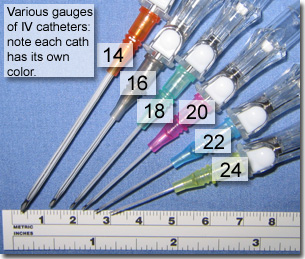 Various gauges
of IV catheters:
note each cath
has its own
color.
14
16
18
20
22
24
1 2 3 4 5 6 7 8
METRIC
INCHES
1 2 3